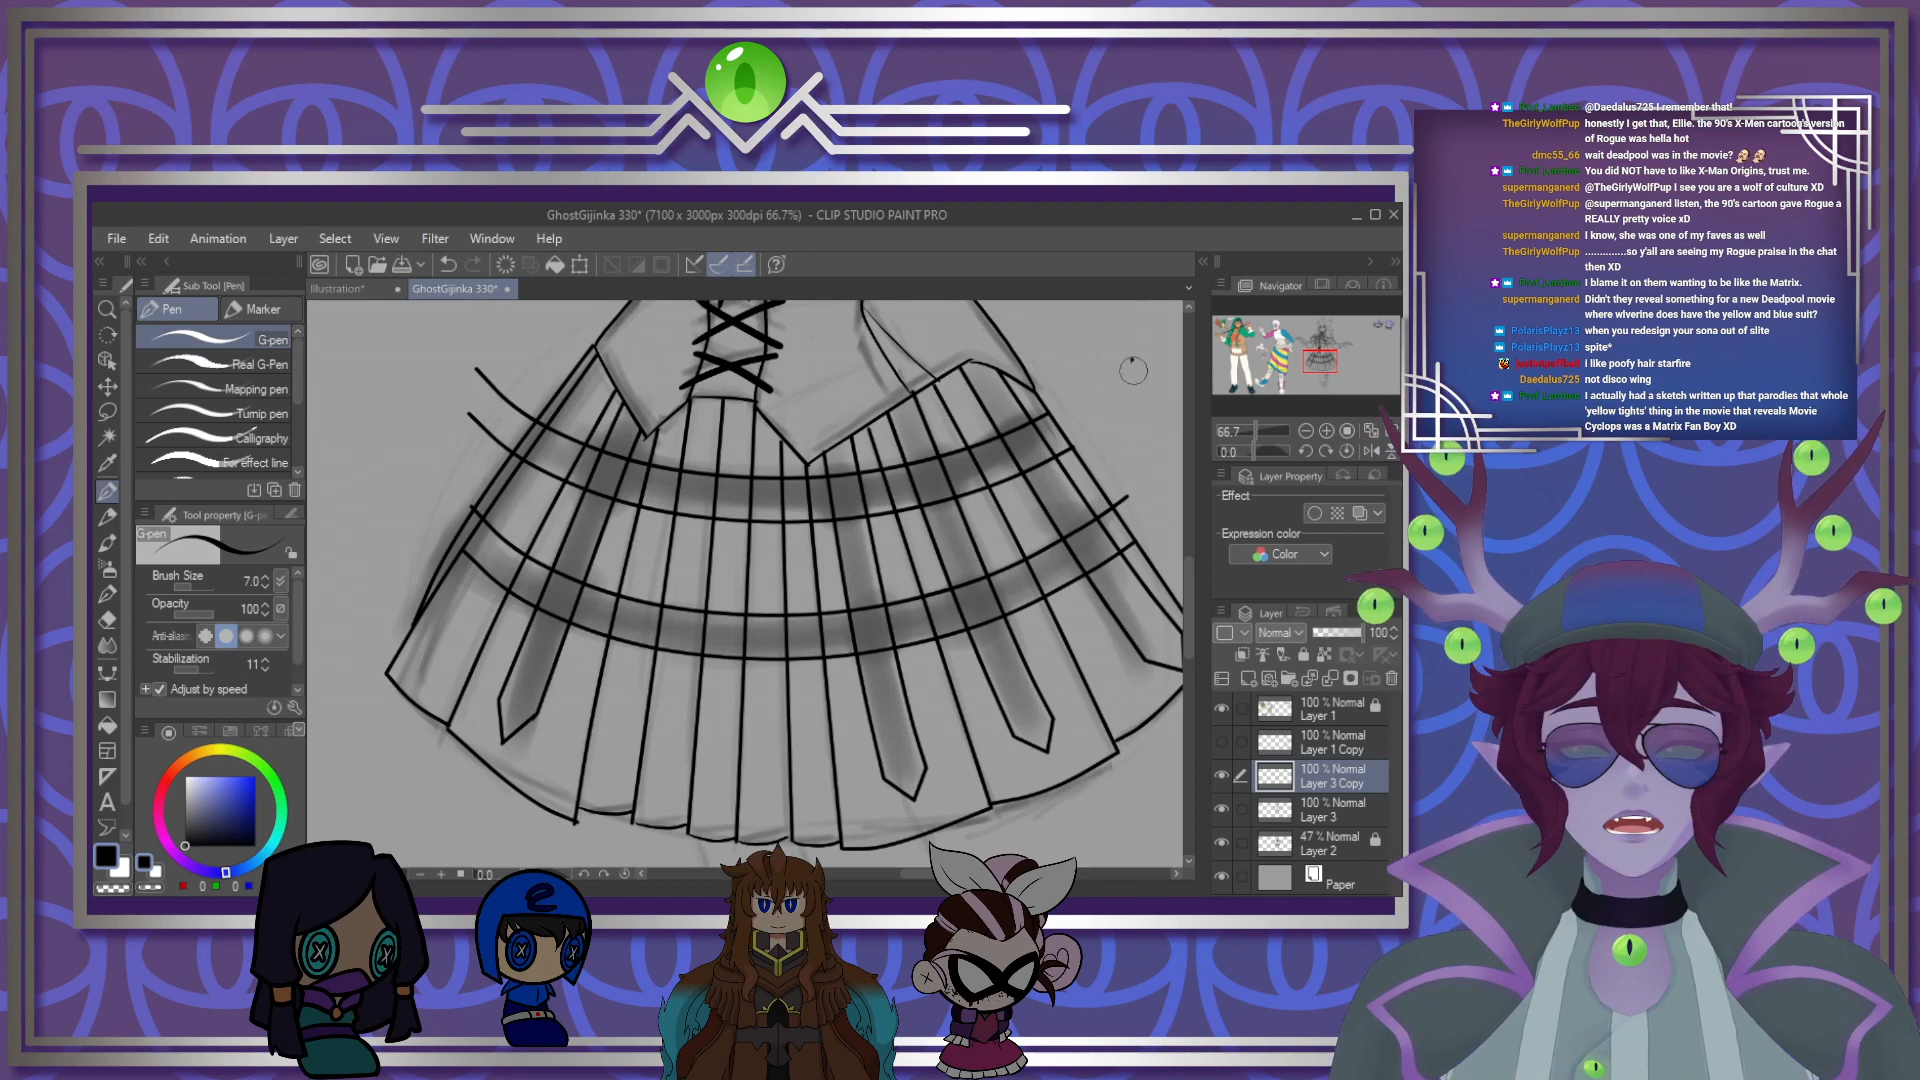 GhostGijinka 330* (7100 x 3000px 300dpi 66.7%) - CLIP STUDIO PAINT PRO
File Edit Animation Layer Select View Filter Window Help
Sub Tool [Pen]
Illustration*
GhostGijinka 330*
Pen
Marker
G-pen
Real G-Pen
Mapping pen
Turnip pen
Calligraphy
For effect line
Tool property [G-pe
G-pen
Brush Size 7.0
Opacity 100
Anti-aliasin
Stabilization 11
Adjust by speed
0 0
0.0
Navigator
66.7
0.0
Layer Property
Effect
Expression color
Color
Layer
Normal 100
100 % Normal
Layer 1
100 % Normal
Layer 1 Copy
100 % Normal
Layer 3 Copy
100 % Normal
Layer 3
47 % Normal
Layer 2
Paper
@Daedalus725 I remember that!
TheGirlyWolfPup honestly I get that, Ellie. the 90's X-Men cartoon's version
of Rogue was hella hot
dmc55_66 wait deadpool was in the movie?
You did NOT have to like X-Man Origins, trust me.
supermanganerd @TheGirlyWolfPup I see you are a wolf of culture XD
TheGirlyWolfPup @supermanganerd listen, the 90's cartoon gave Rogue a
REALLY pretty voice xD
supermanganerd I know, she was one of my faves as well
TheGirlyWolfPup ..............so y'all are seeing my Rogue praise in the chat
then XD
I blame it on them wanting to be like the Matrix.
supermanganerd Didn't they reveal something for a new Deadpool movie
where wlverine does have the yellow and blue suit?
PolarisPlayz13 when you redesign your sona out of slite
PolarisPlayz13 spite*
I like poofy hair starfire
Daedalus725 not disco wing
I actually had a sketch written up that parodies that whole
'yellow tights' thing in the movie that reveals Movie
Cyclops was a Matrix Fan Boy XD